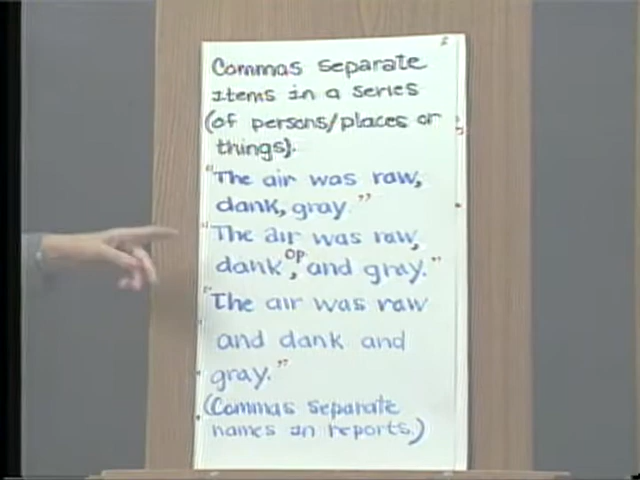 Commas separate
items in a series
(of persons/places or
things).
"The air was raw,
dank, gray."
"The air was raw,
dank op, and gray."
"The air was raw
and dank and
gray."
(Commas separate
names in reports.)